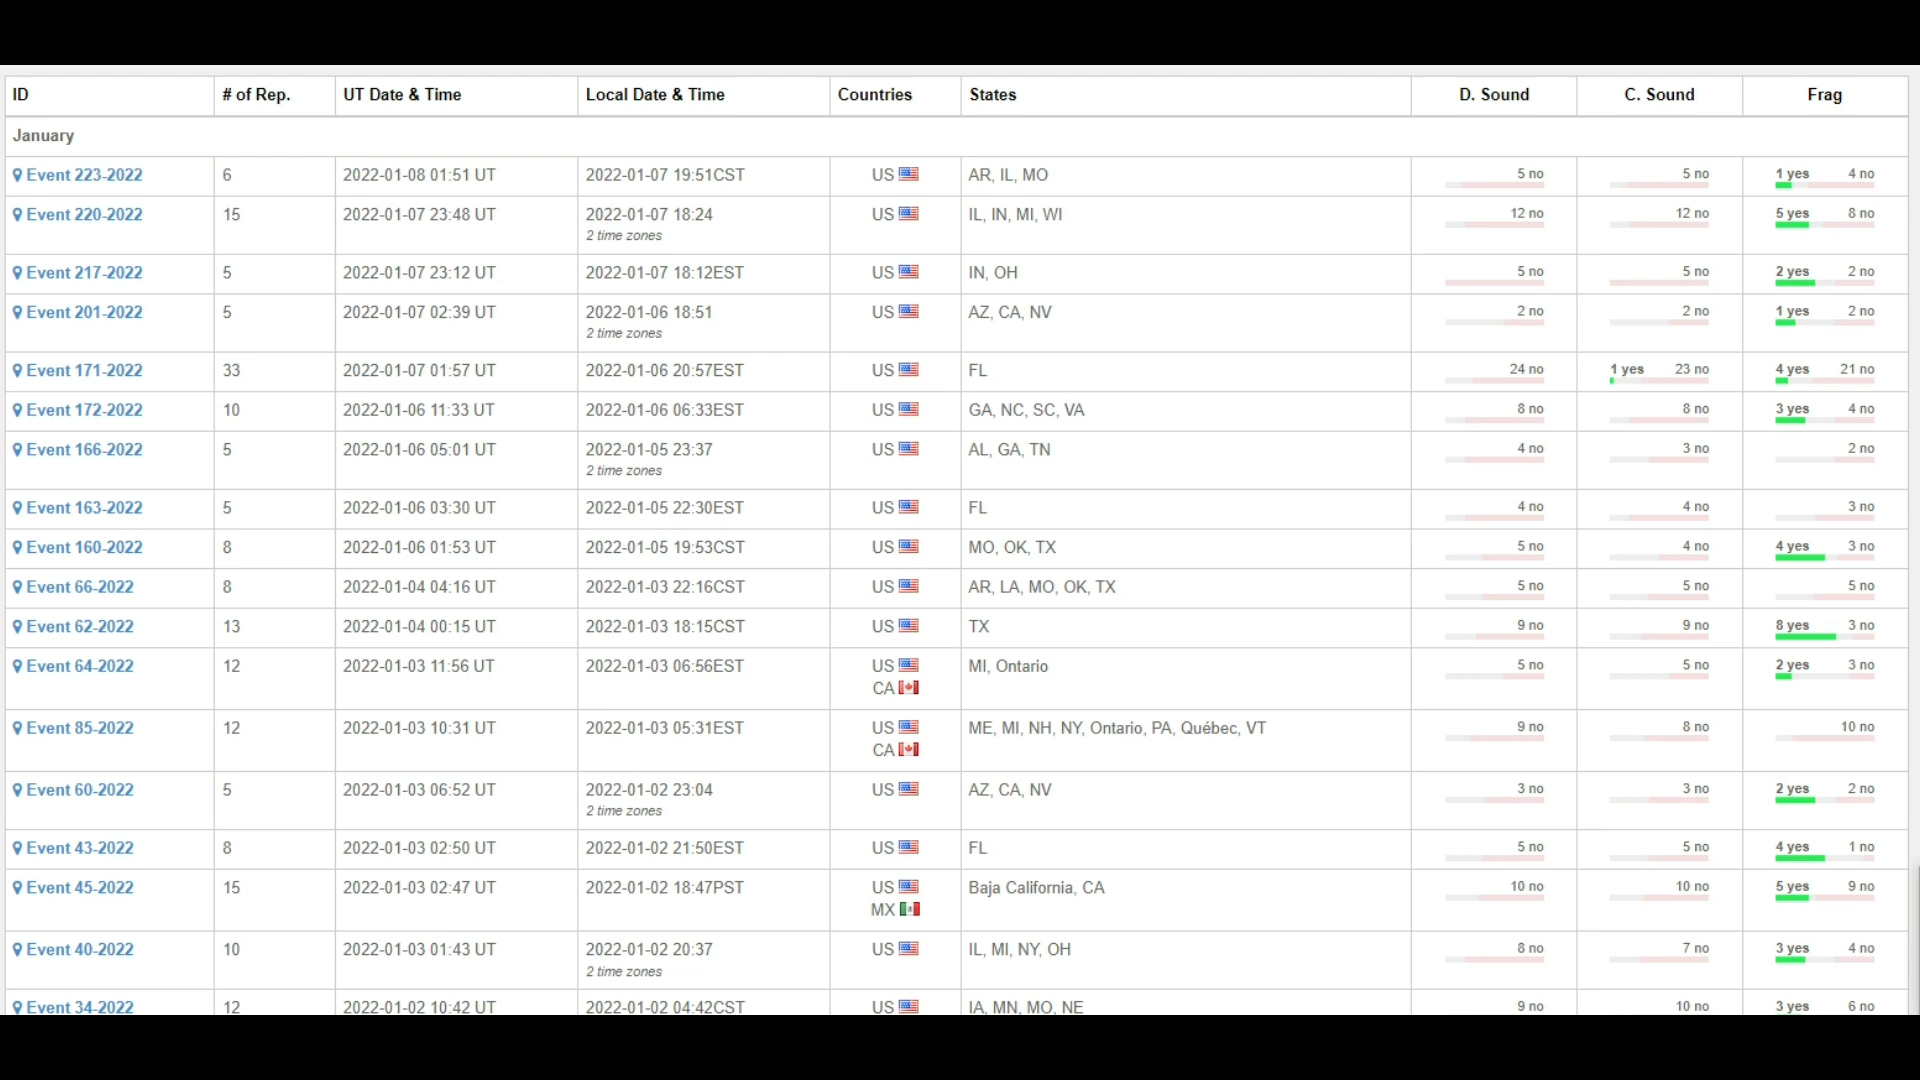 ID # of Rep. UT Date & Time Local Date & Time Countries States D. Sound C. Sound Frag
January
Event 223-2022 6 2022-01-08 01:51 UT 2022-01-07 19:51CST US AR, IL, MO 5 no 5 no 1 yes 4 no
Event 220-2022 15 2022-01-07 23:48 UT 2022-01-07 18:24 US IL, IN, MI, WI 12 no 12 no 5 yes 8 no
2 time zones
Event 217-2022 5 2022-01-07 23:12 UT 2022-01-07 18:12EST US IN, OH 5 no 5 no 2 yes 2 no
Event 201-2022 5 2022-01-07 02:39 UT 2022-01-06 18:51 US AZ, CA, NV 2 no 2 no 1 yes 2 no
2 time zones
Event 171-2022 33 2022-01-07 01:57 UT 2022-01-06 20:57EST US FL 24 no 1 yes 23 no 4 yes 21 no
Event 172-2022 10 2022-01-06 11:33 UT 2022-01-06 06:33EST US GA, NC, SC, VA 8 no 8 no 3 yes 4 no
Event 166-2022 5 2022-01-06 05:01 UT 2022-01-05 23:37 US AL, GA, TN 4 no 3 no 2 no
2 time zones
Event 163-2022 5 2022-01-06 03:30 UT 2022-01-05 22:30EST US FL 4 no 4 no 3 no
Event 160-2022 8 2022-01-06 01:53 UT 2022-01-05 19:53CST US MO, OK, TX 5 no 4 no 4 yes 3 no
Event 66-2022 8 2022-01-04 04:16 UT 2022-01-03 22:16CST US AR, LA, MO, OK, TX 5 no 5 no 5 no
Event 62-2022 13 2022-01-04 00:15 UT 2022-01-03 18:15CST US TX 9 no 9 no 8 yes 3 no
Event 64-2022 12 2022-01-03 11:56 UT 2022-01-03 06:56EST US MI, Ontario 5 no 5 no 2 yes 3 no
CA
Event 85-2022 12 2022-01-03 10:31 UT 2022-01-03 05:31EST US ME, MI, NH, NY, Ontario, PA, Québec, VT 9 no 8 no 10 no
CA
Event 60-2022 5 2022-01-03 06:52 UT 2022-01-02 23:04 US AZ, CA, NV 3 no 3 no 2 yes 2 no
2 time zones
Event 43-2022 8 2022-01-03 02:50 UT 2022-01-02 21:50EST US FL 5 no 5 no 4 yes 1 no
Event 45-2022 15 2022-01-03 02:47 UT 2022-01-02 18:47PST US Baja California, CA 10 no 10 no 5 yes 9 no
MX
Event 40-2022 10 2022-01-03 01:43 UT 2022-01-02 20:37 US IL, MI, NY, OH 8 no 7 no 3 yes 4 no
2 time zones
Event 34-2022 12 2022-01-02 10:42 UT 2022-01-02 04:42CST US IA, MN, MO, NE 9 no 10 no 3 yes 6 no